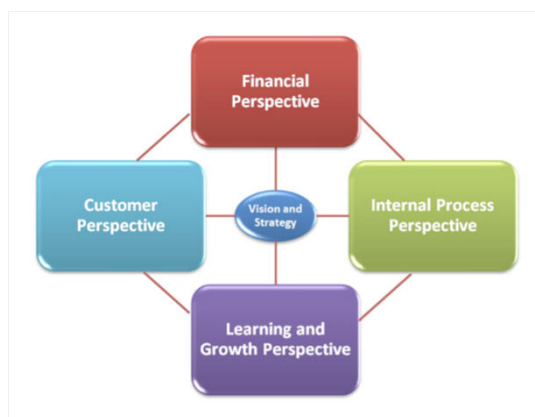 Financial
Perspective
Customer
Perspective
Vision and
Strategy
Internal Process
Perspective
Learning and
Growth Perspective